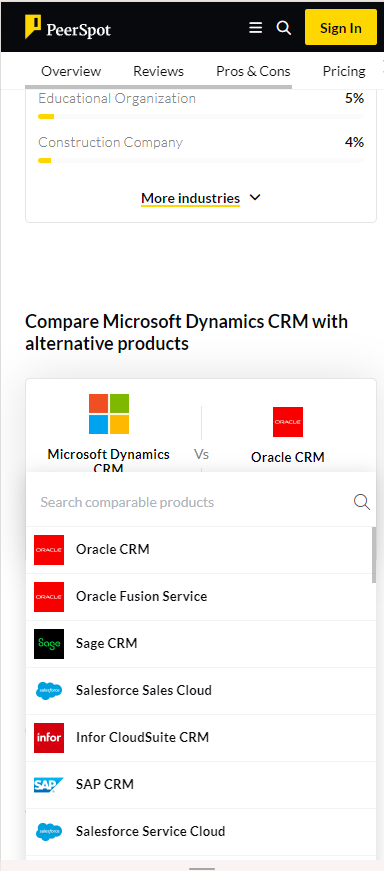 PeerSpot
Sign In
Overview Reviews Pros & Cons Pricing
Educational Organization 5%
Construction Company 4%
More industries
Compare Microsoft Dynamics CRM with
alternative products
Microsoft Dynamics
CRM
Vs
Oracle CRM
Search comparable products
ORACLE Oracle CRM
ORACLE Oracle Fusion Service
Sage Sage CRM
salesforce Salesforce Sales Cloud
infor Infor CloudSuite CRM
SAP SAP CRM
salesforce Salesforce Service Cloud